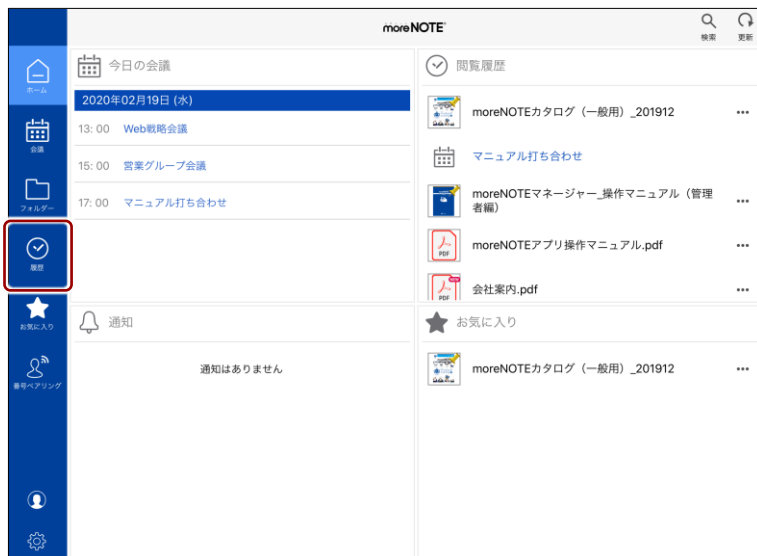 moreNOTE
検索
更新
ホーム
会議
フォルダー
履歴
お気に入り
番号ペアリング
今日の会議
2020年02月19日 (水)
13: 00 Web戦略会議
15: 00 営業グループ会議
17: 00 マニュアル打ち合わせ
閲覧履歴
moreNOTEカタログ（一般用）_201912
マニュアル打ち合わせ
moreNOTEマネージャー_操作マニュアル（管理
者編）
PDF
moreNOTEアプリ操作マニュアル.pdf
NEW
PDF
会社案内.pdf
通知
通知はありません
お気に入り
moreNOTEカタログ（一般用）_201912